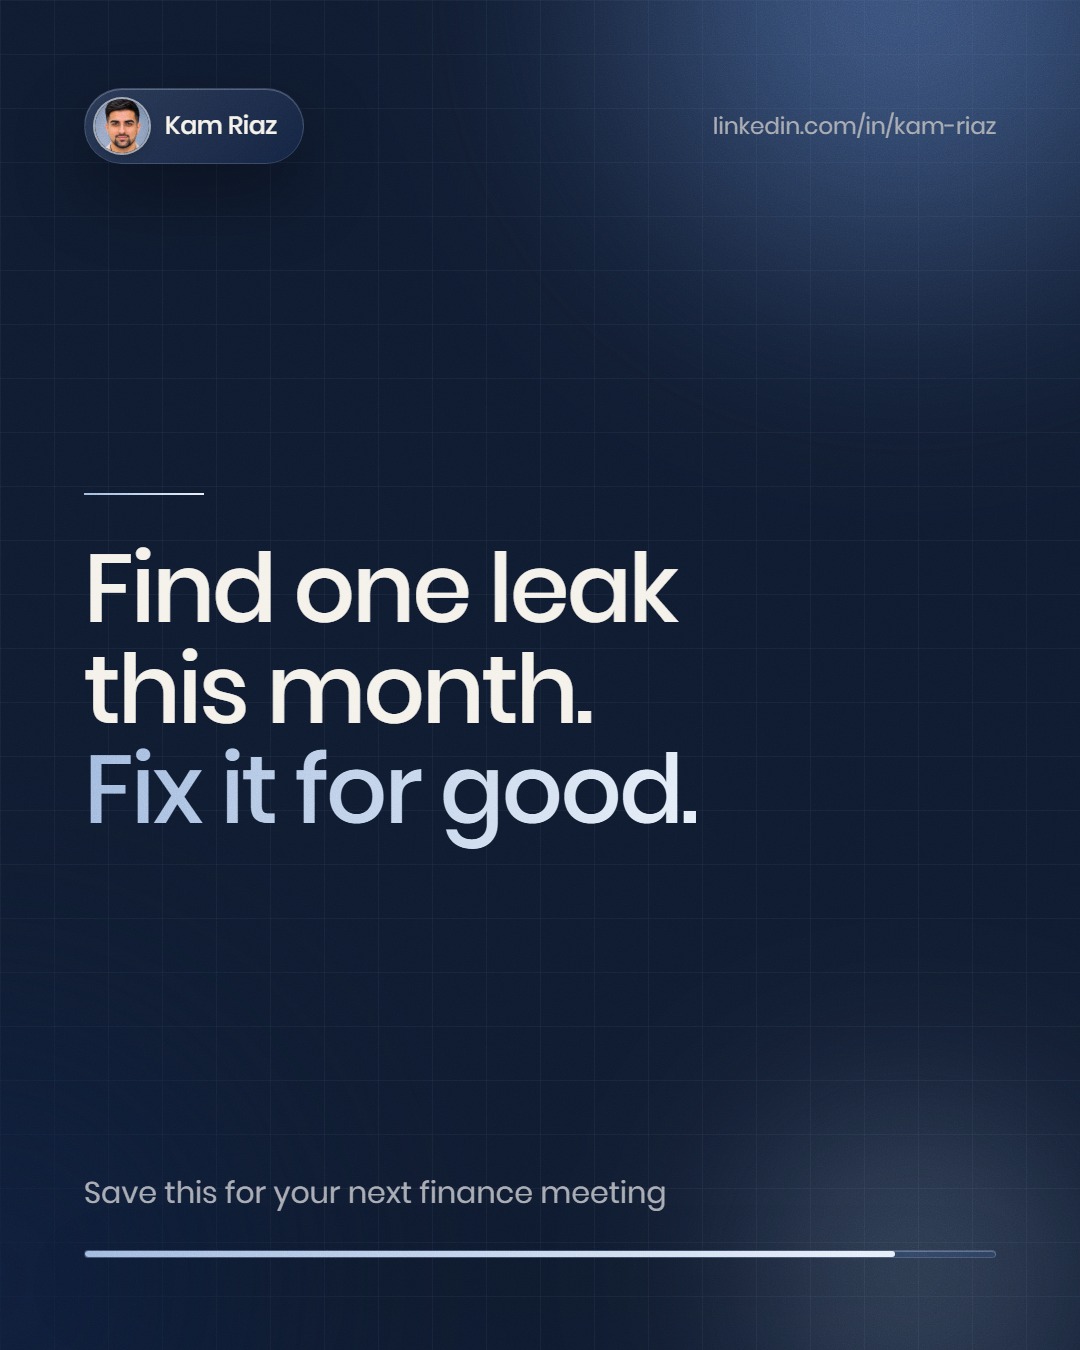 Kam Riaz
linkedin.com/in/kam-riaz
Find one leak
this month.
Fix it for good.
Save this for your next finance meeting